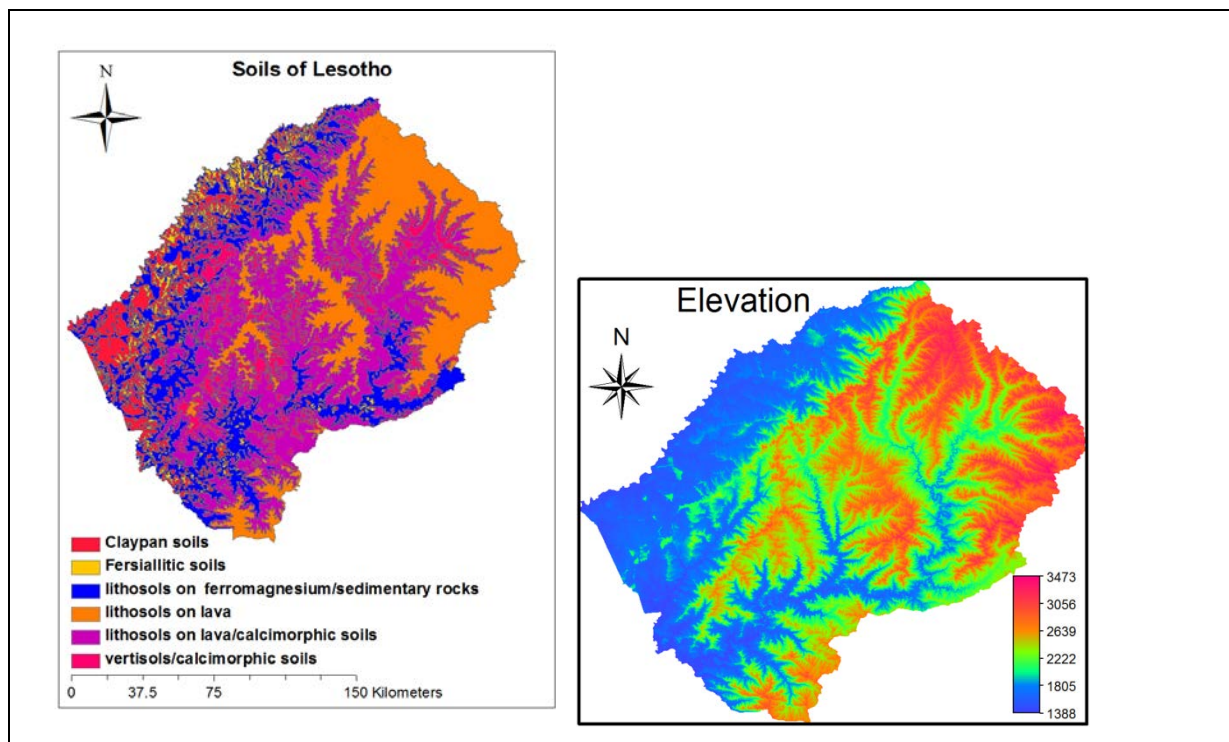 Soils of Lesotho
N
Claypan soils
Fersiallitic soils
lithosols on ferromagnesium/sedimentary rocks
lithosols on lava
lithosols on lava/calcimorphic soils
vertisols/calcimorphic soils
0 37.5 75 150 Kilometers
Elevation
N
3473
3056
2639
2222
1805
1388